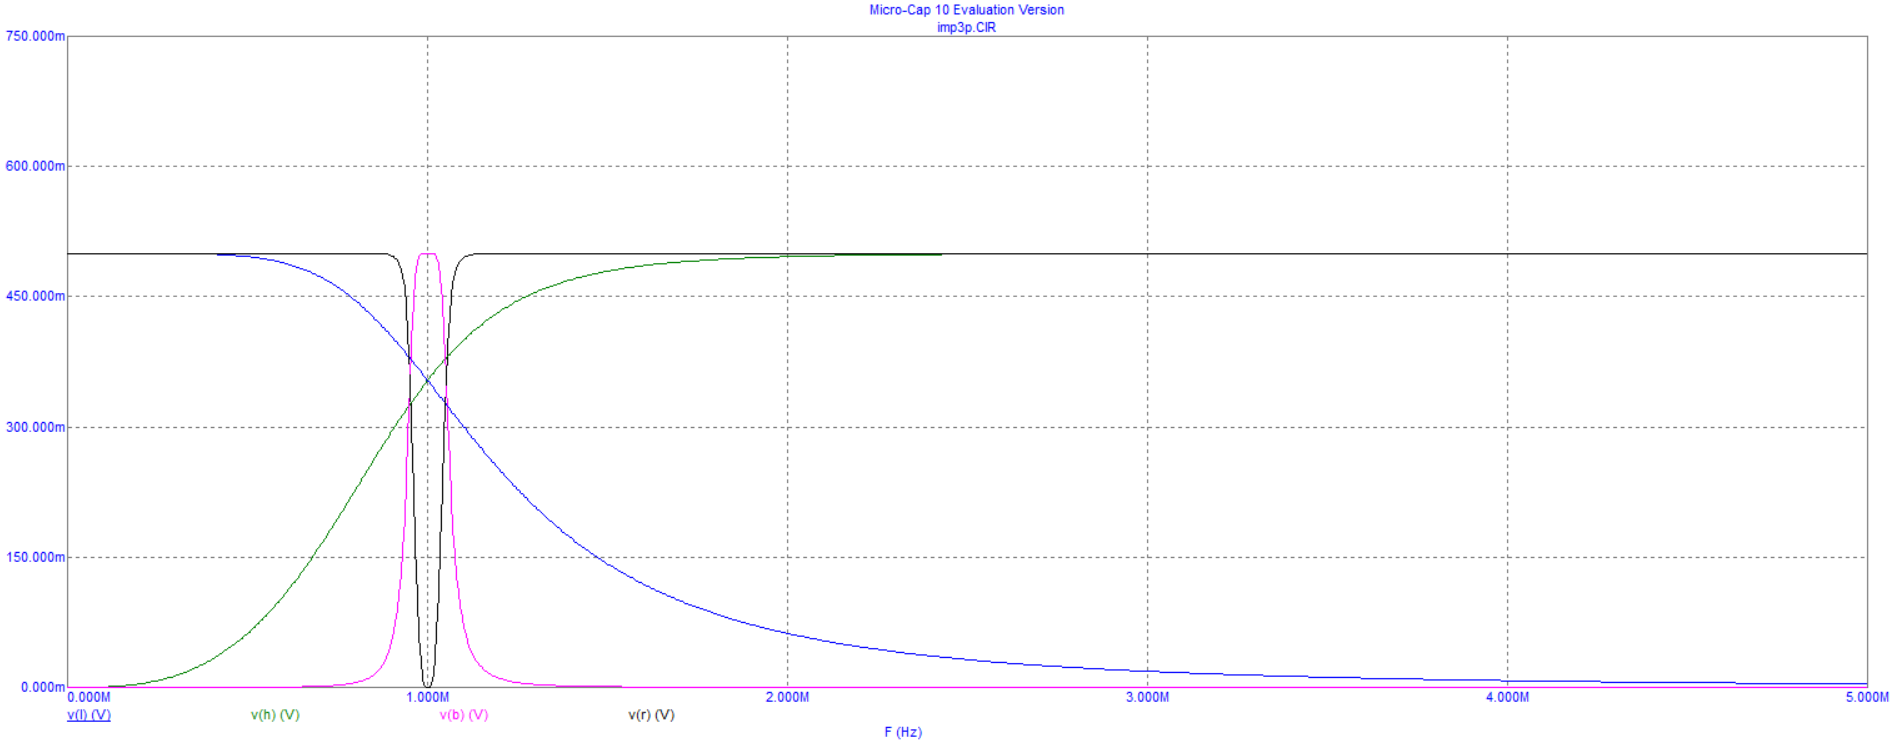 Micro-Cap 10 Evaluation Version
imp3p.CIR
750.000m
600.000m
450.000m
300.000m
150.000m
0.000m
0.000M 1.000M 2.000M 3.000M 4.000M 5.000M
v(l) (V) v(h) (V) v(b) (V) v(r) (V)
F (Hz)